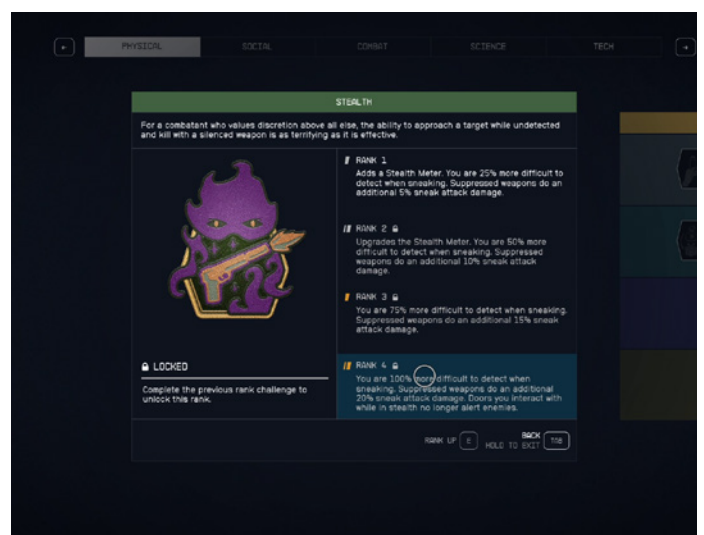 PHYSICAL SOCIAL COMBAT SCIENCE TECH
STEALTH
For a combatant who values discretion above all else, the ability to approach a target while undetected
and kill with a silenced weapon is as terrifying as it is effective.
RANK 1
Adds a Stealth Meter. You are 25% more difficult to
detect when sneaking. Suppressed weapons do an
additional 5% sneak attack damage.
RANK 2
Upgrades the Stealth Meter. You are 50% more
difficult to detect when sneaking. Suppressed
weapons do an additional 10% sneak attack
damage.
RANK 3
You are 75% more difficult to detect when sneaking.
Suppressed weapons do an additional 15% sneak
attack damage.
LOCKED
Complete the previous rank challenge to
unlock this rank.
RANK 4
You are 100% more difficult to detect when
sneaking. Suppressed weapons do an additional
20% sneak attack damage. Doors you interact with
while in stealth no longer alert enemies.
RANK UP E
BACK
HOLD TO EXIT TAB